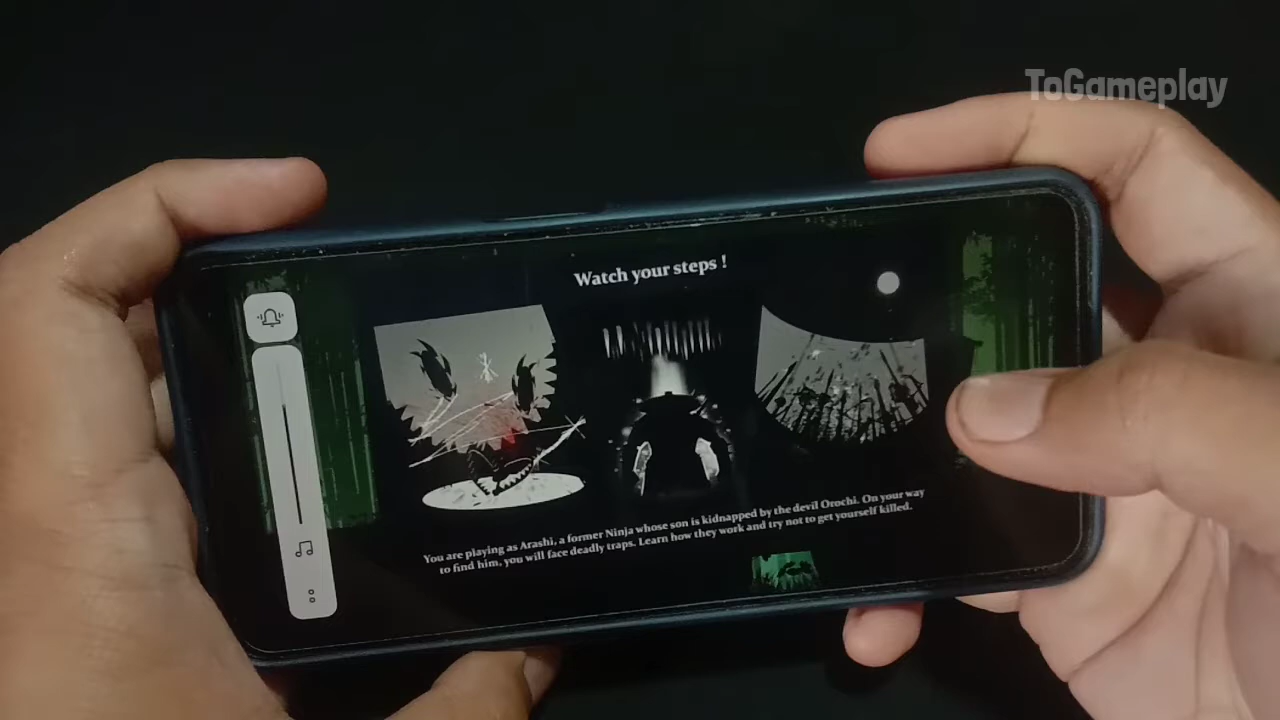 ToGameplay
Watch your steps !
You are playing as Arashi, a former Ninja whose son is kidnapped by the devil Orochi. On your way
to find him, you will face deadly traps. Learn how they work and try not to get yourself killed.